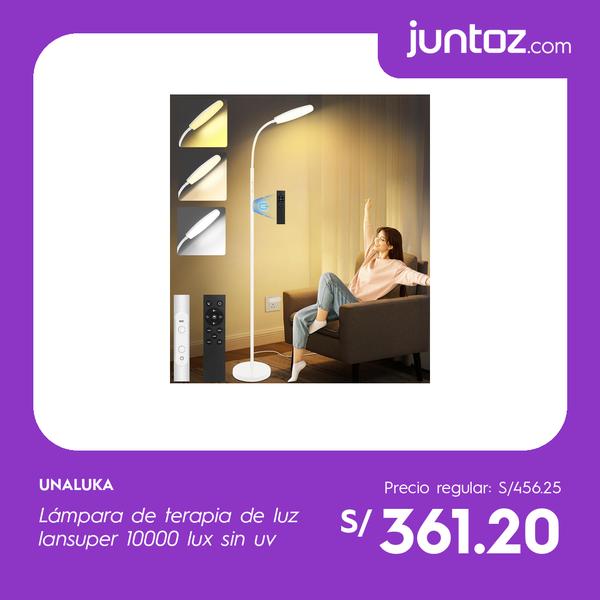 juntoz.com
UNALUKA
Lámpara de terapia de luz
lansuper 10000 lux sin uv
Precio regular: S/456.25
S/ 361.20